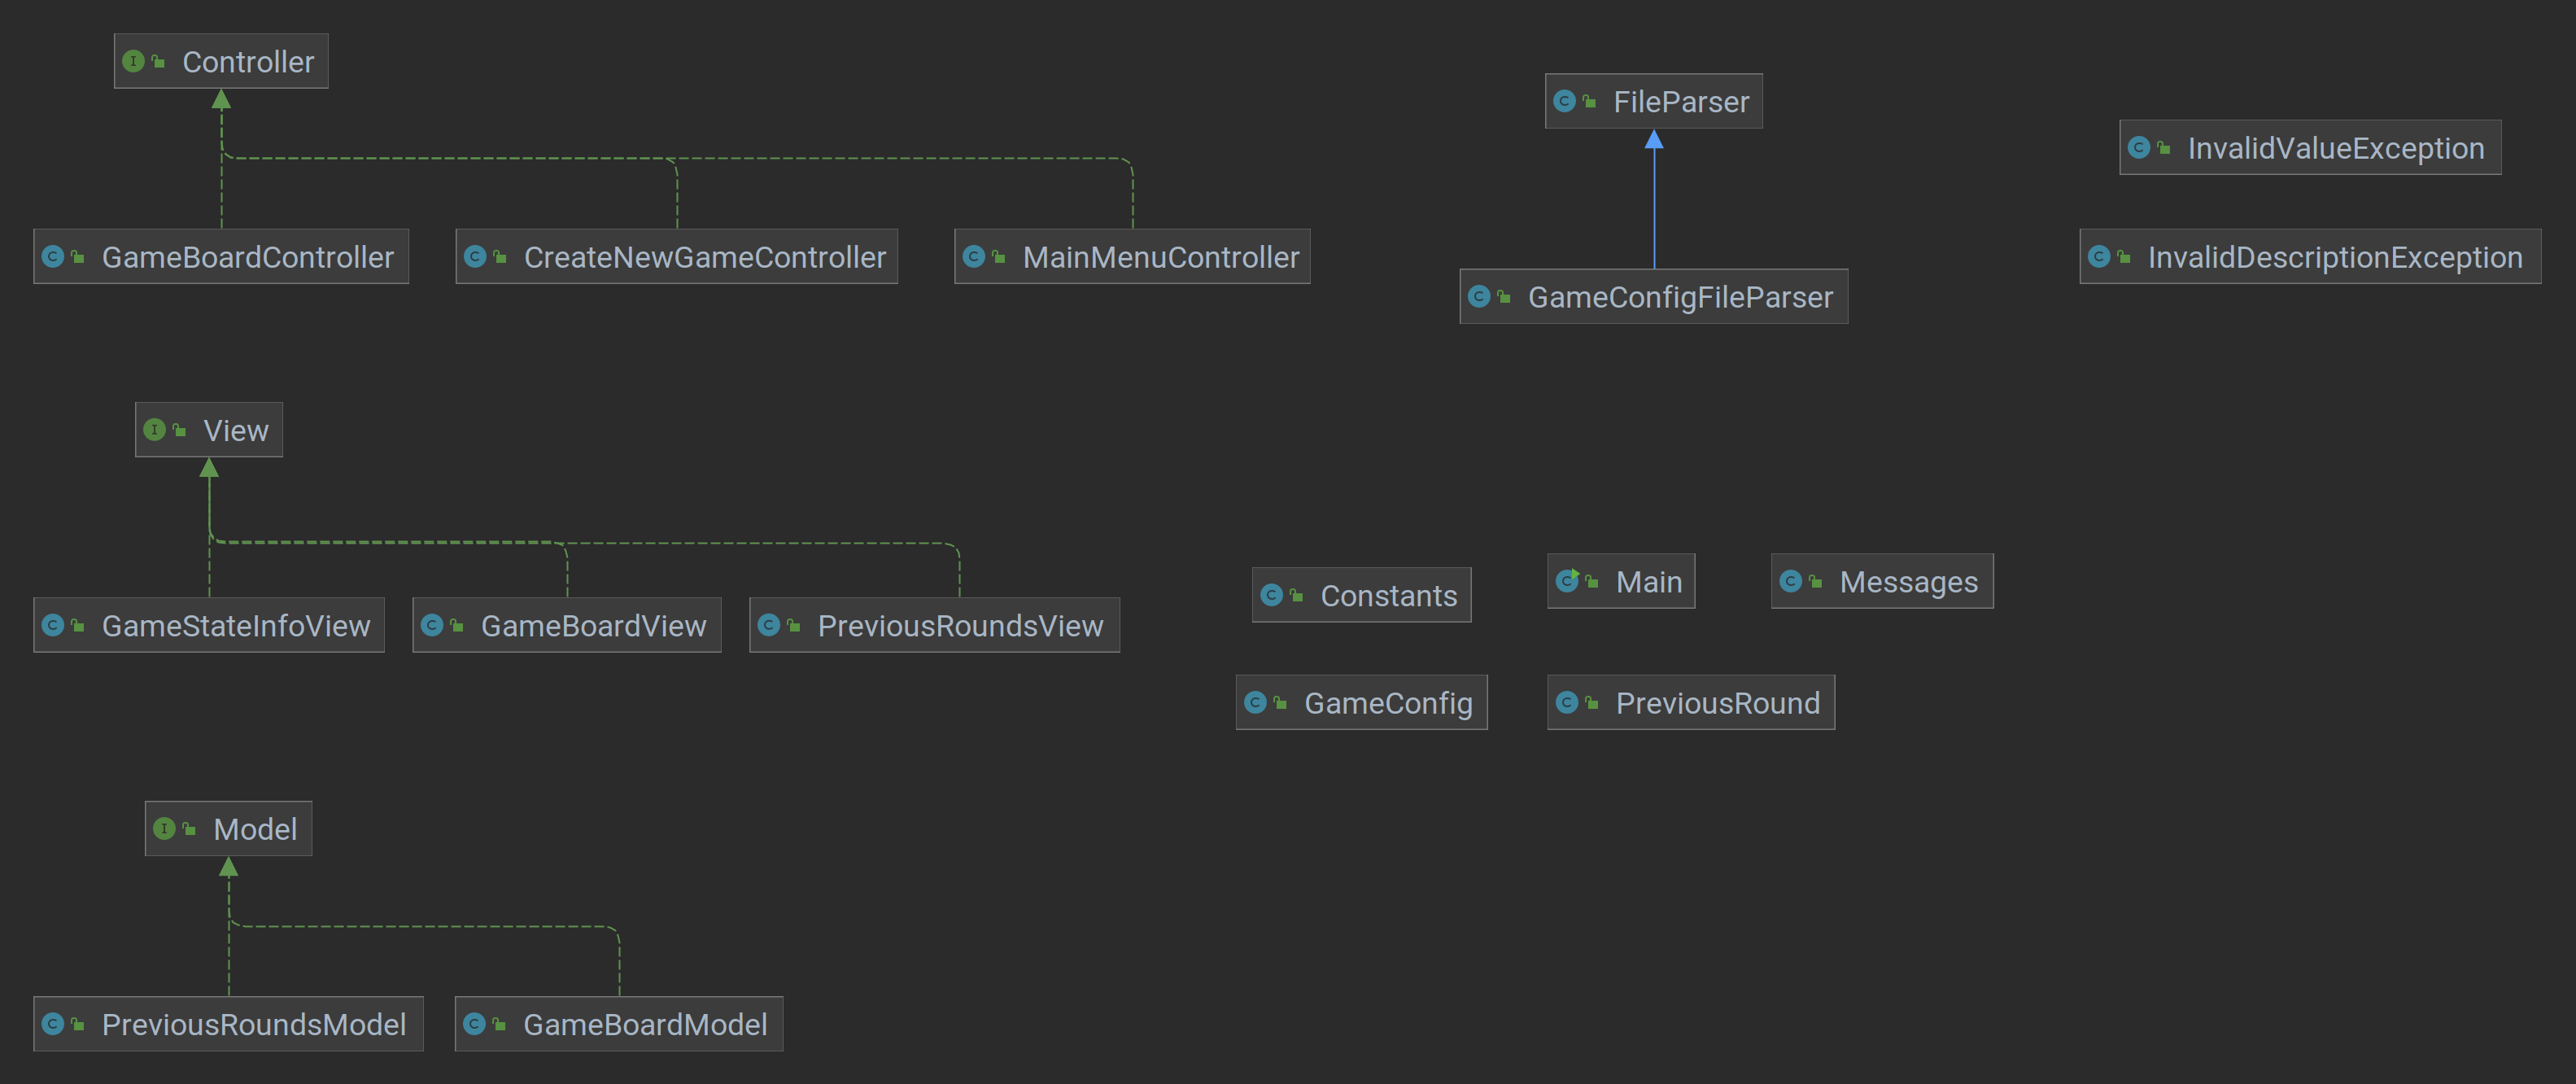 Controller
GameBoardController
CreateNewGameController
MainMenuController
FileParser
GameConfigFileParser
InvalidValueException
InvalidDescriptionException
View
GameStateInfoView
GameBoardView
PreviousRoundsView
Constants
Main
Messages
GameConfig
PreviousRound
Model
PreviousRoundsModel
GameBoardModel